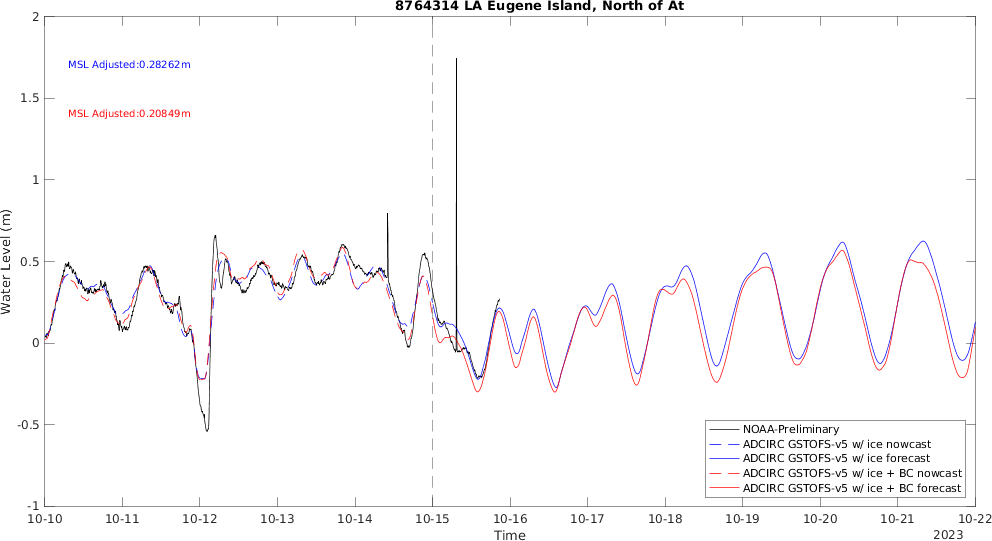 8764314 LA Eugene Island, North of At
MSL Adjusted:0.28262m
MSL Adjusted:0.20849m
Water Level (m)
2
1.5
1
0.5
0
-0.5
-1
NOAA-Preliminary
ADCIRC GSTOFS-v5 w/ ice nowcast
ADCIRC GSTOFS-v5 w/ ice forecast
ADCIRC GSTOFS-v5 w/ ice + BC nowcast
ADCIRC GSTOFS-v5 w/ ice + BC forecast
10-10 10-11 10-12 10-13 10-14 10-15 10-16 10-17 10-18 10-19 10-20 10-21 10-22
Time
2023